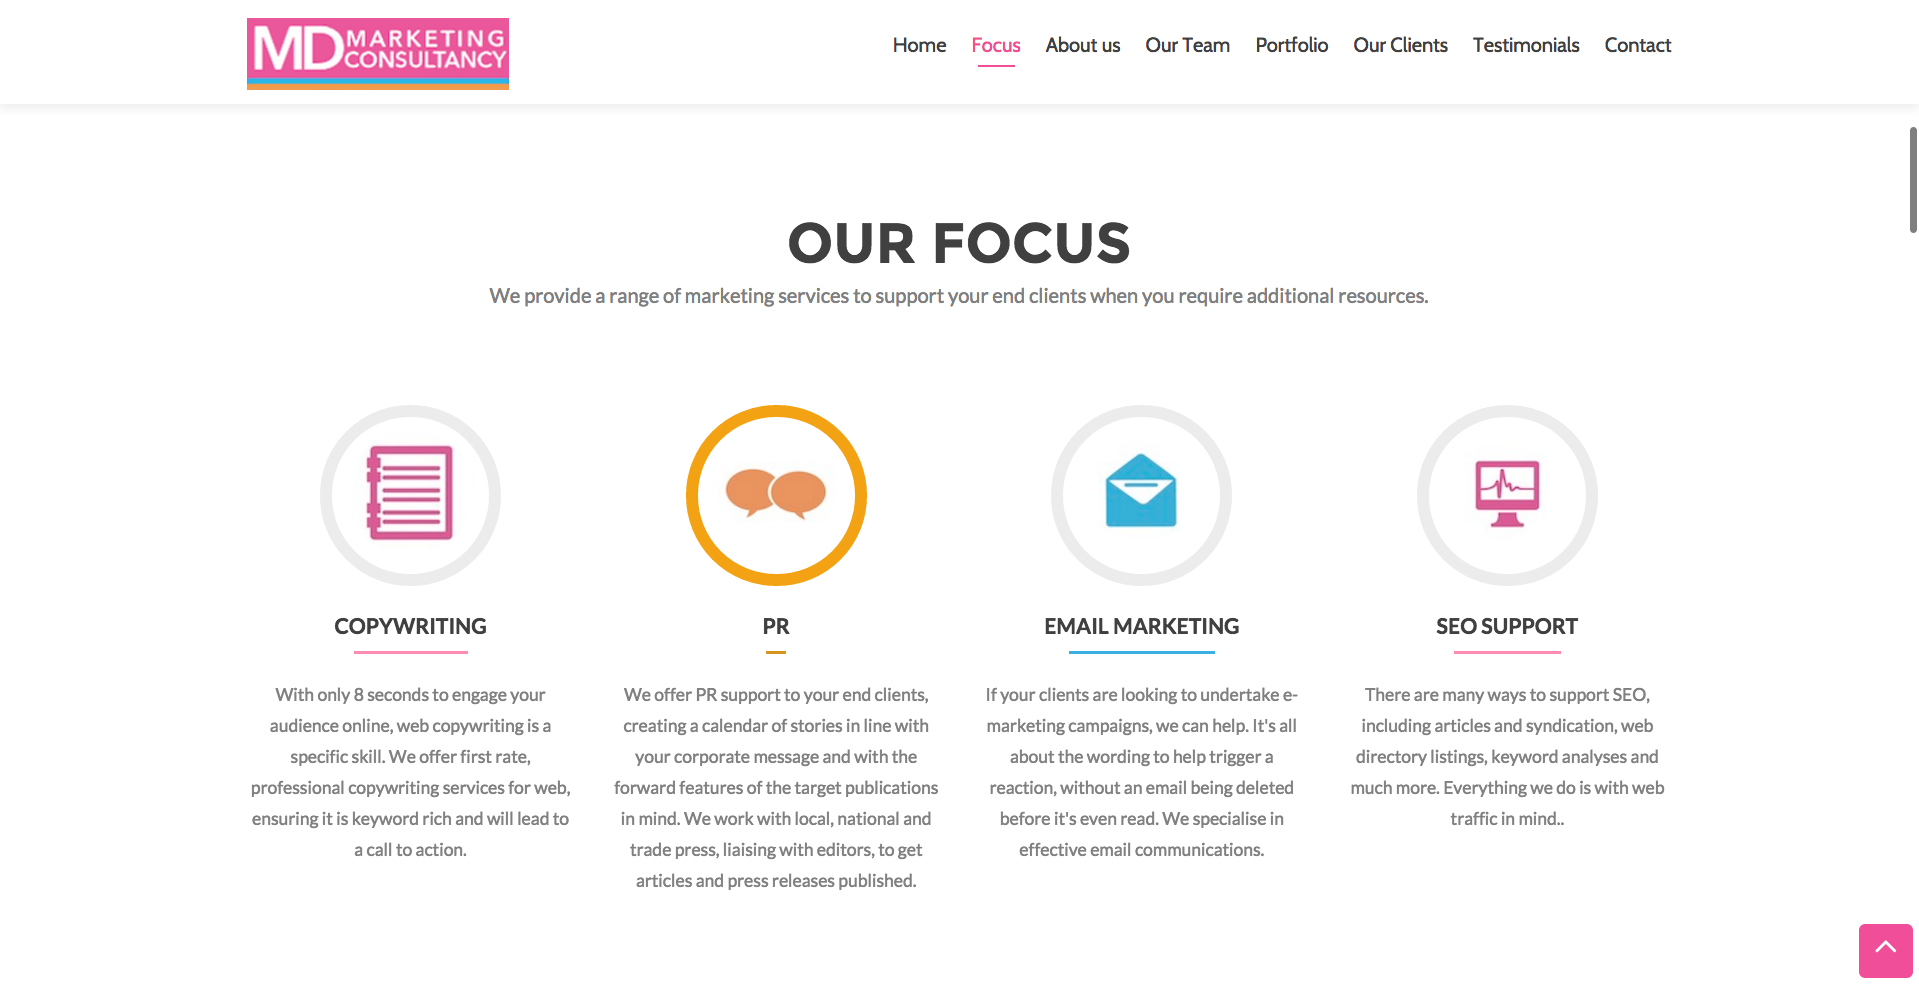 MD MARKETING
CONSULTANCY
Home Focus About us Our Team Portfolio Our Clients Testimonials Contact
OUR FOCUS
We provide a range of marketing services to support your end clients when you require additional resources.
COPYWRITING
With only 8 seconds to engage your
audience online, web copywriting is a
specific skill. We offer first rate,
professional copywriting services for web,
ensuring it is keyword rich and will lead to
a call to action.
PR
We offer PR support to your end clients,
creating a calendar of stories in line with
your corporate message and with the
forward features of the target publications
in mind. We work with local, national and
trade press, liaising with editors, to get
articles and press releases published.
EMAIL MARKETING
If your clients are looking to undertake e-
marketing campaigns, we can help. It's all
about the wording to help trigger a
reaction, without an email being deleted
before it's even read. We specialise in
effective email communications.
SEO SUPPORT
There are many ways to support SEO,
including articles and syndication, web
directory listings, keyword analyses and
much more. Everything we do is with web
traffic in mind..